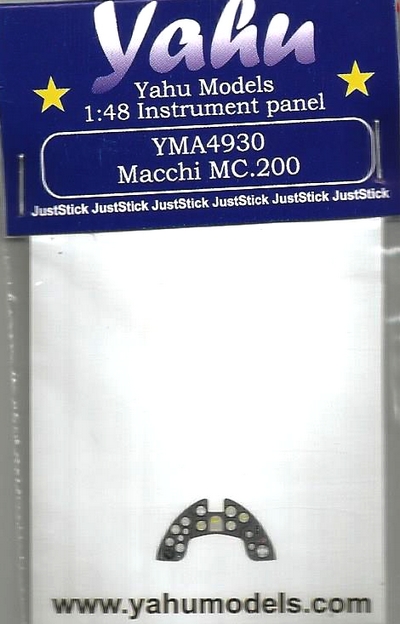 Yahu
Yahu Models
1:48 Instrument panel
YMA4930
Macchi MC.200
JustStick JustStick JustStick JustStick JustStick JustStick
www.yahumodels.com